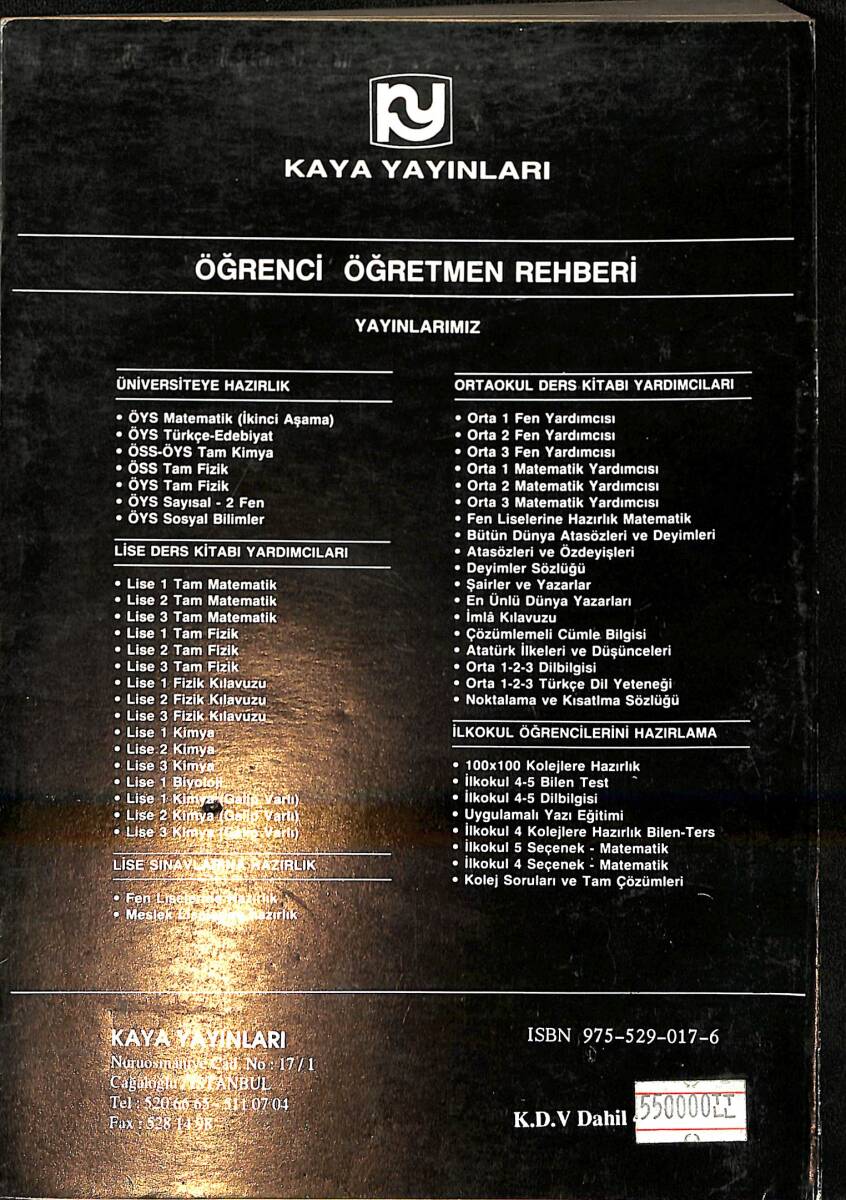 KAYA YAYINLARI
ÖĞRENCİ ÖĞRETMEN REHBERİ
YAYINLARIMIZ
ÜNİVERSİTEYE HAZIRLIK
• ÖYS Matematik (İkinci Aşama)
• ÖYS Türkçe-Edebiyat
• ÖSS-ÖYS Tam Kimya
• ÖSS Tam Fizik
• ÖYS Tam Fizik
• ÖYS Sayısal - 2 Fen
• ÖYS Sosyal Bilimler
LİSE DERS KİTABI YARDIMCILARI
• Lise 1 Tam Matematik
• Lise 2 Tam Matematik
• Lise 3 Tam Matematik
• Lise 1 Tam Fizik
• Lise 2 Tam Fizik
• Lise 3 Tam Fizik
• Lise 1 Fizik Kılavuzu
• Lise 2 Fizik Kılavuzu
• Lise 3 Fizik Kılavuzu
• Lise 1 Kimya
• Lise 2 Kimya
• Lise 3 Kimya
• Lise 1 Biyoloji
• Lise 1 Kimya (Galip Varlı)
• Lise 2 Kimya (Galip Varlı)
• Lise 3 Kimya (Galip Varlı)
LİSE SINAVLARINA HAZIRLIK
• Fen Liselerine Hazırlık
• Meslek Liselerine Hazırlık
ORTAOKUL DERS KİTABI YARDIMCILARI
• Orta 1 Fen Yardımcısı
• Orta 2 Fen Yardımcısı
• Orta 3 Fen Yardımcısı
• Orta 1 Matematik Yardımcısı
• Orta 2 Matematik Yardımcısı
• Orta 3 Matematik Yardımcısı
• Fen Liselerine Hazırlık Matematik
• Bütün Dünya Atasözleri ve Deyimleri
• Atasözleri ve Özdeyişleri
• Deyimler Sözlüğü
• Şairler ve Yazarlar
• En Ünlü Dünya Yazarları
• İmlâ Kılavuzu
• Çözümlemeli Cümle Bilgisi
• Atatürk İlkeleri ve Düşünceleri
• Orta 1-2-3 Dilbilgisi
• Orta 1-2-3 Türkçe Dil Yeteneği
• Noktalama ve Kısatlma Sözlüğü
İLKOKUL ÖĞRENCİLERİNİ HAZIRLAMA
• 100x100 Kolejlere Hazırlık
• İlkokul 4-5 Bilen Test
• İlkokul 4-5 Dilbilgisi
• Uygulamalı Yazı Eğitimi
• İlkokul 4 Kolejlere Hazırlık Bilen-Ters
• İlkokul 5 Seçenek - Matematik
• İlkokul 4 Seçenek - Matematik
• Kolej Soruları ve Tam Çözümleri
KAYA YAYINLARI
Nuruosmaniye Cad. No : 17 / 1
Cağaloğlu / İSTANBUL
Tel : 520 66 65 - 511 07 04
Fax : 528 14 98
ISBN 975-529-017-6
K.D.V Dahil
550000